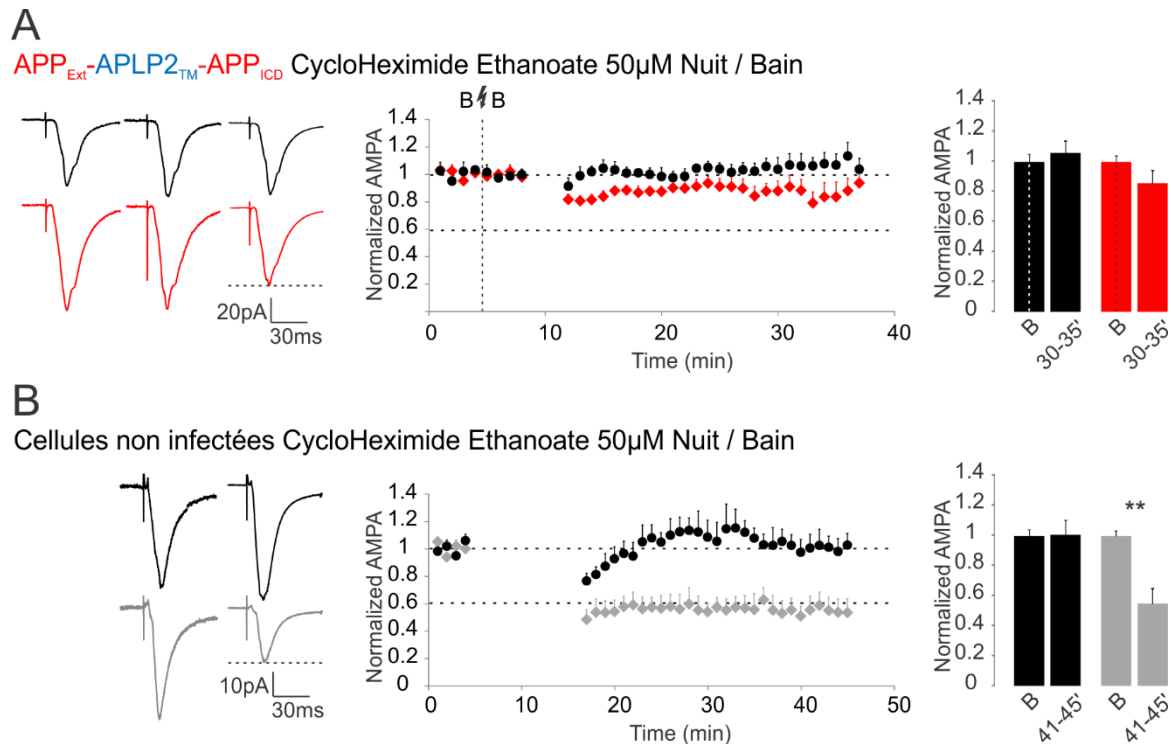 A
APPExt-APLP2TM-APPICD CycloHeximide Ethanoate 50µM Nuit / Bain
20pA
30ms
B B
Normalized AMPA
1.4
1.2
1
0.8
0.6
0.4
0.2
0 10 20 30 40
Time (min)
Normalized AMPA
1.4
1.2
1
0.8
0.6
0.4
0.2
0
B 30-35' B 30-35'
B
Cellules non infectées CycloHeximide Ethanoate 50µM Nuit / Bain
10pA
30ms
Normalized AMPA
1.4
1.2
1
0.8
0.6
0.4
0.2
0
0 10 20 30 40 50
Time (min)
Normalized AMPA
1.4
1.2
1
0.8
0.6
0.4
0.2
0
**
B 41-45' B 41-45'